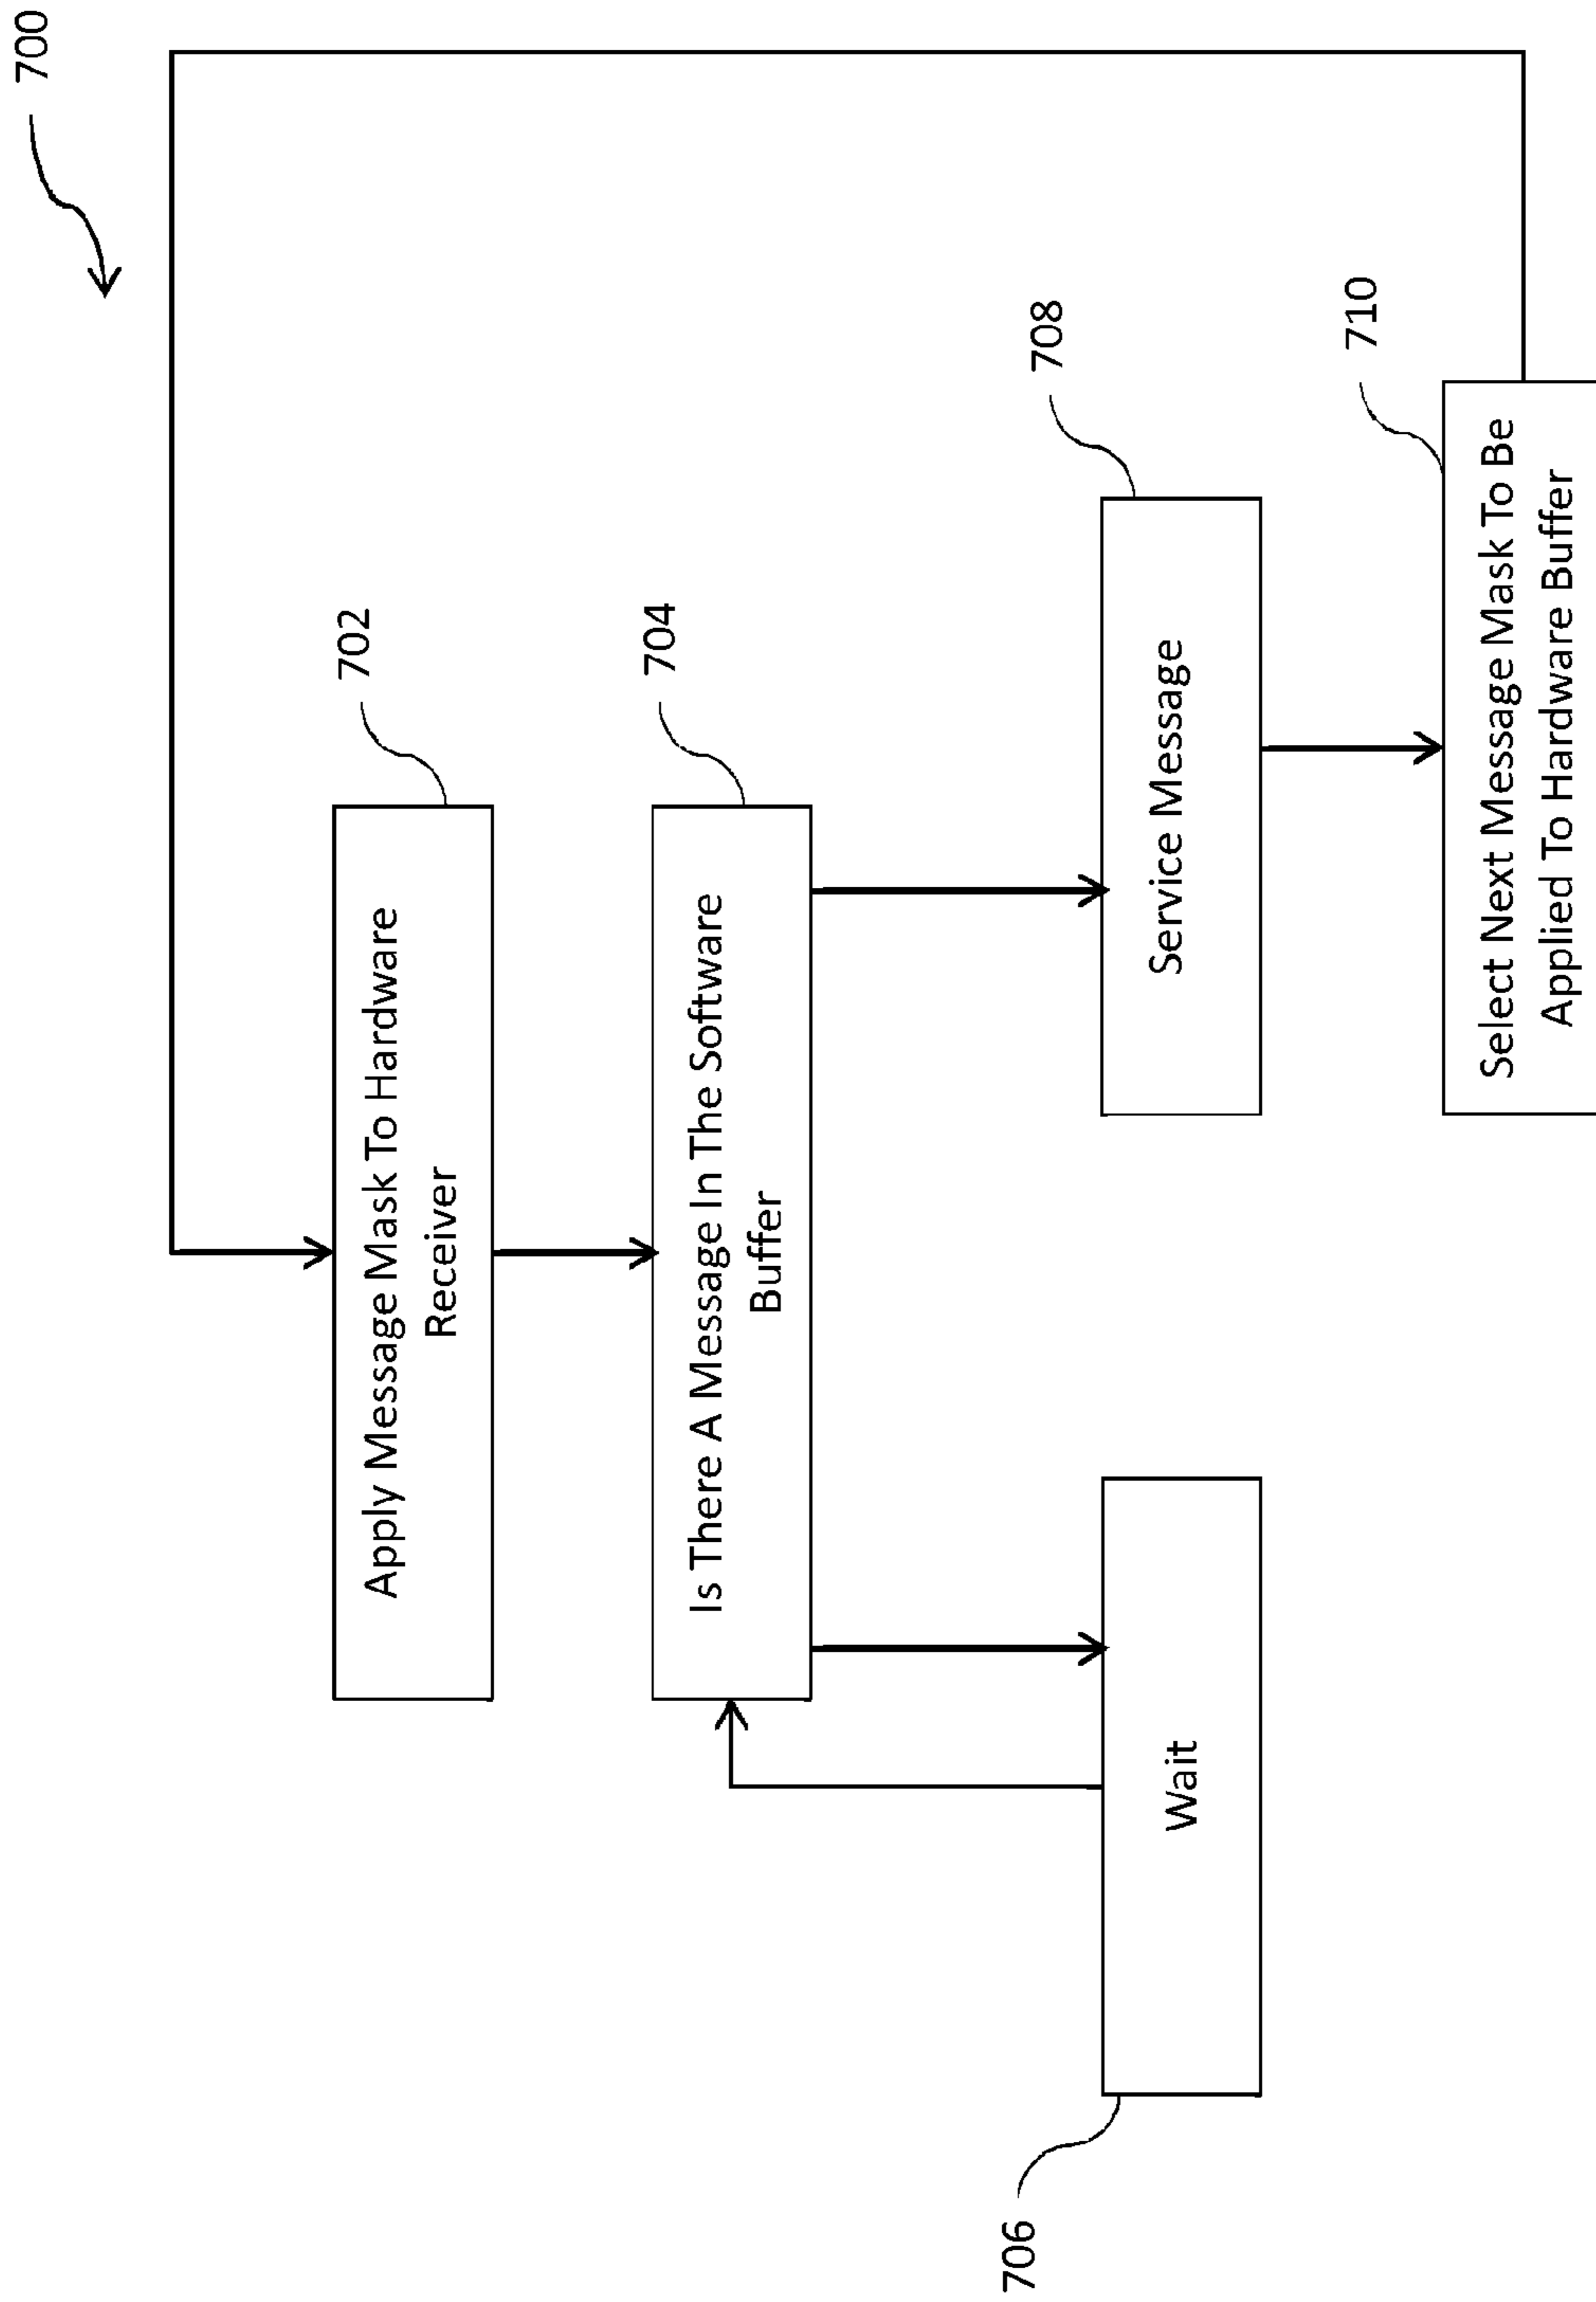 700
702
Apply Message Mask To Hardware
Receiver
704
Is There A Message In The Software
Buffer
706
Wait
708
Service Message
710
Select Next Message Mask To Be
Applied To Hardware Buffer